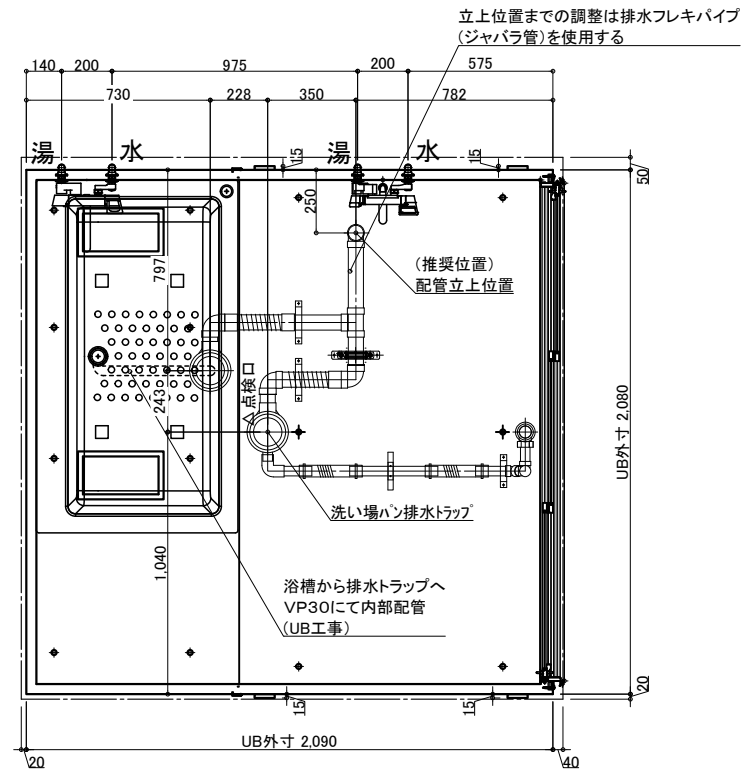 立上位置までの調整は排水フレキパイプ
(ジャバラ管)を使用する
140 200 975 200 575
730 228 350 782
湯 水 湯 水
15
15
50
250
(推奨位置)
配管立上位置
797
243
△点検口
UB外寸 2,080
洗い場パン排水トラップ
1,040
浴槽から排水トラップへ
VP30にて内部配管
(UB工事)
20
15
15
UB外寸 2,090
20
40